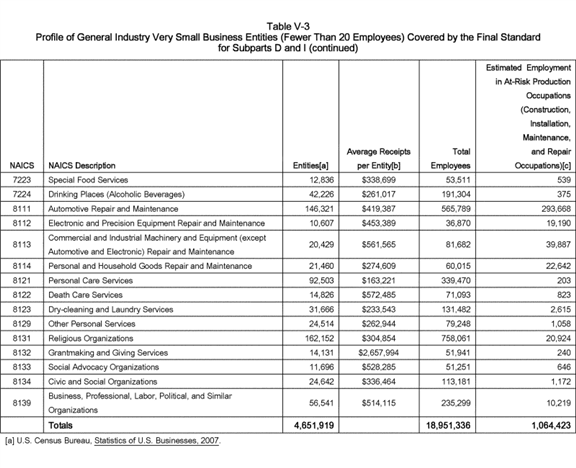 Table V-3
Profile of General Industry Very Small Business Entities (Fewer Than 20 Employees) Covered by the Final Standard
for Subparts D and I (continued)
NAICS NAICS Description Entities[a] Average Receipts per Entity[b] Total Employees Estimated Employment in At-Risk Production Occupations (Construction, Installation, Maintenance, and Repair Occupations)[c]
7223 Special Food Services 12,836 $338,699 53,511 539
7224 Drinking Places (Alcoholic Beverages) 42,226 $261,017 191,304 375
8111 Automotive Repair and Maintenance 146,321 $419,387 565,789 293,668
8112 Electronic and Precision Equipment Repair and Maintenance 10,607 $453,389 36,870 19,190
8113 Commercial and Industrial Machinery and Equipment (except Automotive and Electronic) Repair and Maintenance 20,429 $561,565 81,682 39,887
8114 Personal and Household Goods Repair and Maintenance 21,460 $274,609 60,015 22,642
8121 Personal Care Services 92,503 $163,221 339,470 203
8122 Death Care Services 14,826 $572,485 71,093 823
8123 Dry-cleaning and Laundry Services 31,666 $233,543 131,482 2,615
8129 Other Personal Services 24,514 $262,944 79,248 1,058
8131 Religious Organizations 162,152 $304,854 758,061 20,924
8132 Grantmaking and Giving Services 14,131 $2,657,994 51,941 240
8133 Social Advocacy Organizations 11,696 $528,285 51,251 646
8134 Civic and Social Organizations 24,642 $336,464 113,181 1,172
8139 Business, Professional, Labor, Political, and Similar Organizations 56,541 $514,115 235,299 10,219
Totals 4,651,919 18,951,336 1,064,423
[a] U.S. Census Bureau, Statistics of U.S. Businesses, 2007.